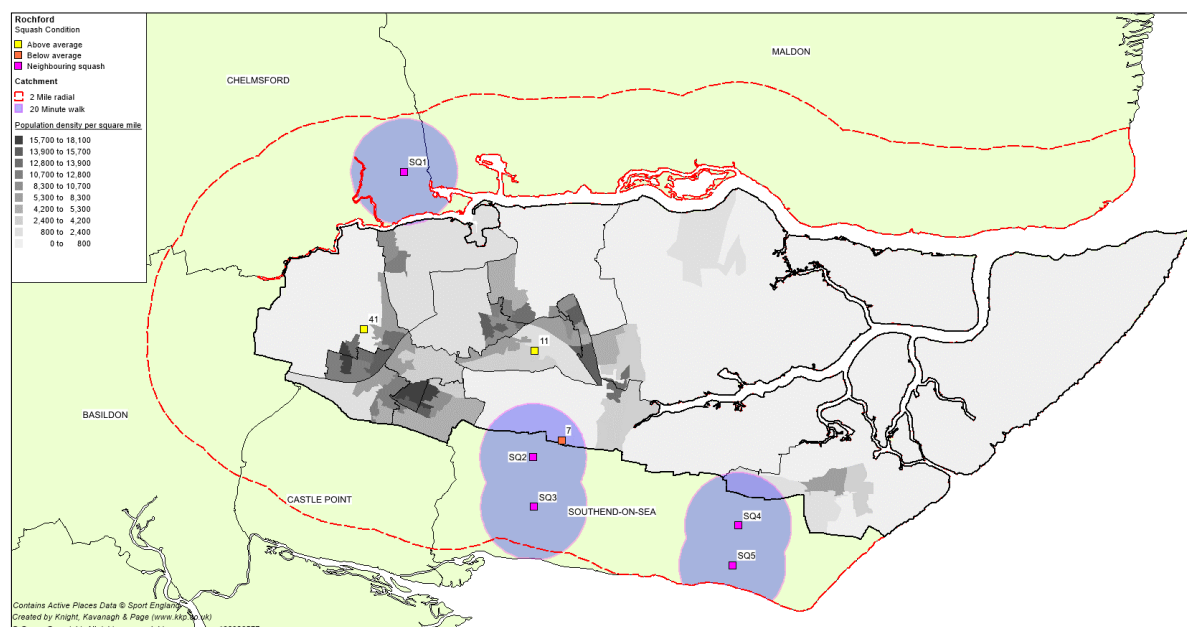 Rochford
Squash Condition
Above average
Below average
Neighbouring squash
Catchment
2 Mile radial
20 Minute walk
Population density per square mile
15,700 to 18,100
13,900 to 15,700
12,800 to 13,900
10,700 to 12,800
8,300 to 10,700
5,300 to 8,300
4,200 to 5,300
2,400 to 4,200
800 to 2,400
0 to 800
MALDON
CHELMSFORD
SQ1
41
11
BASILDON
7
SQ2
CASTLE POINT
SQ3
SOUTHEND-ON-SEA
SQ4
SQ5
Contains Active Places Data © Sport England
Created by Knight, Kavanagh & Page (www.kkp.co.uk)